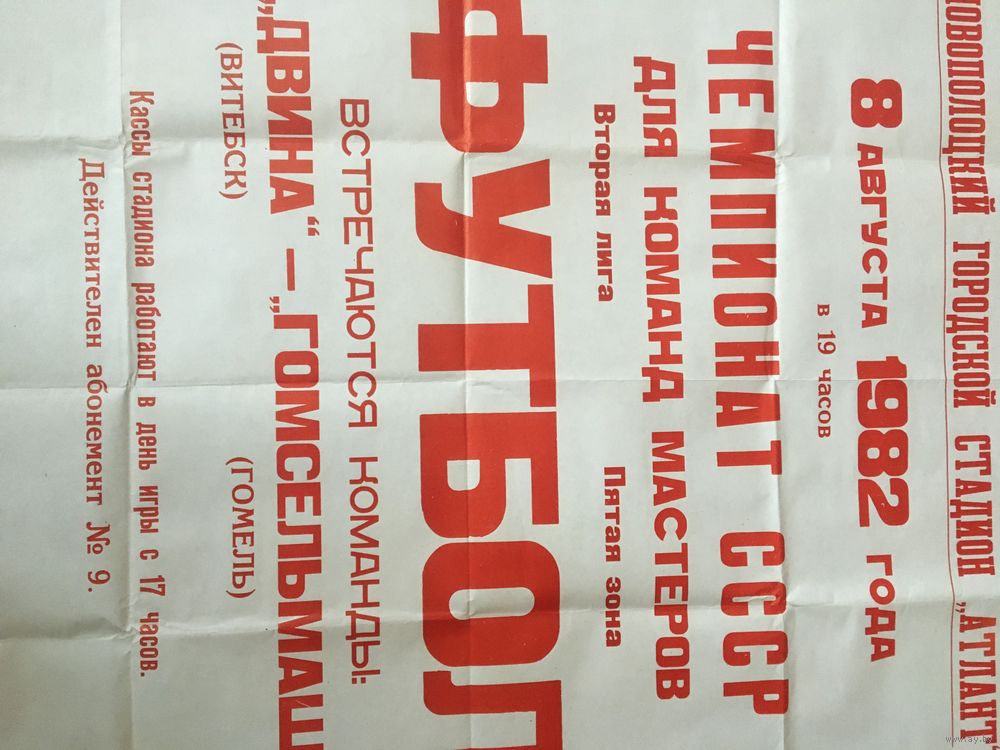 НОВОПОЛОЦКИЙ ГОРОДСКОЙ СТАДИОН „АТЛАНТ
8 АВГУСТА 1982 ГОДА
в 19 часов
ЧЕМПИОНАТ СССР
ДЛЯ КОМАНД МАСТЕРОВ
Вторая лига Пятая зона
ФУТБОЛ
ВСТРЕЧАЮТСЯ КОМАНДЫ:
„ДВИНА“ — „ГОМСЕЛЬМАШ
(ВИТЕБСК) (ГОМЕЛЬ)
Кассы стадиона работают в день игры с 17 часов.
Действителен абонемент № 9.